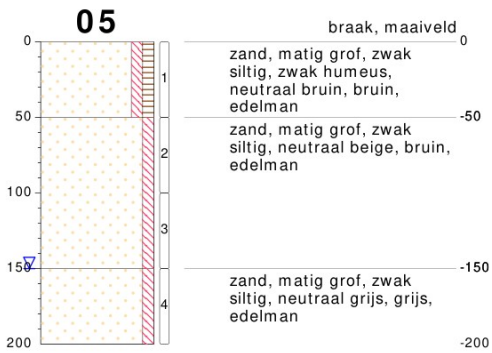 05
braak, maaiveld
0
0
zand, matig grof, zwak
siltig, zwak humeus,
neutraal bruin, bruin,
edelman
1
50
-50
zand, matig grof, zwak
siltig, neutraal beige, bruin,
edelman
2
100
3
150
-150
zand, matig grof, zwak
siltig, neutraal grijs, grijs,
edelman
4
200
-200